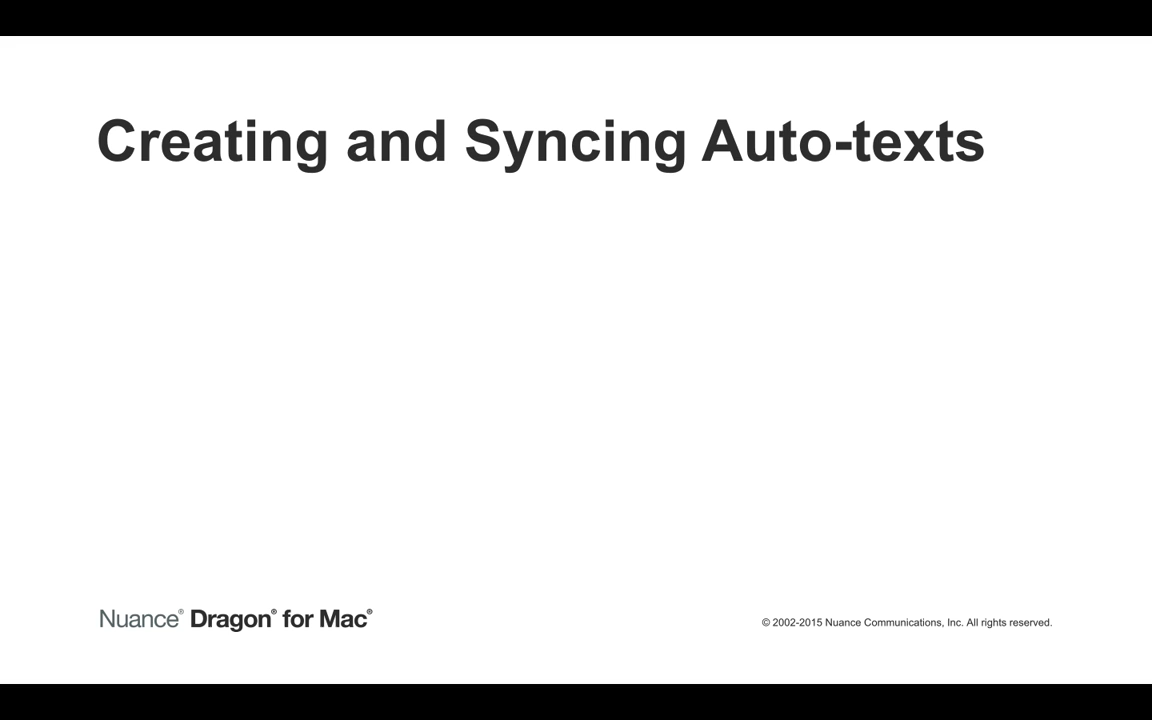 Creating and Syncing Auto-texts
Nuance® Dragon® for Mac®
© 2002-2015 Nuance Communications, Inc. All rights reserved.